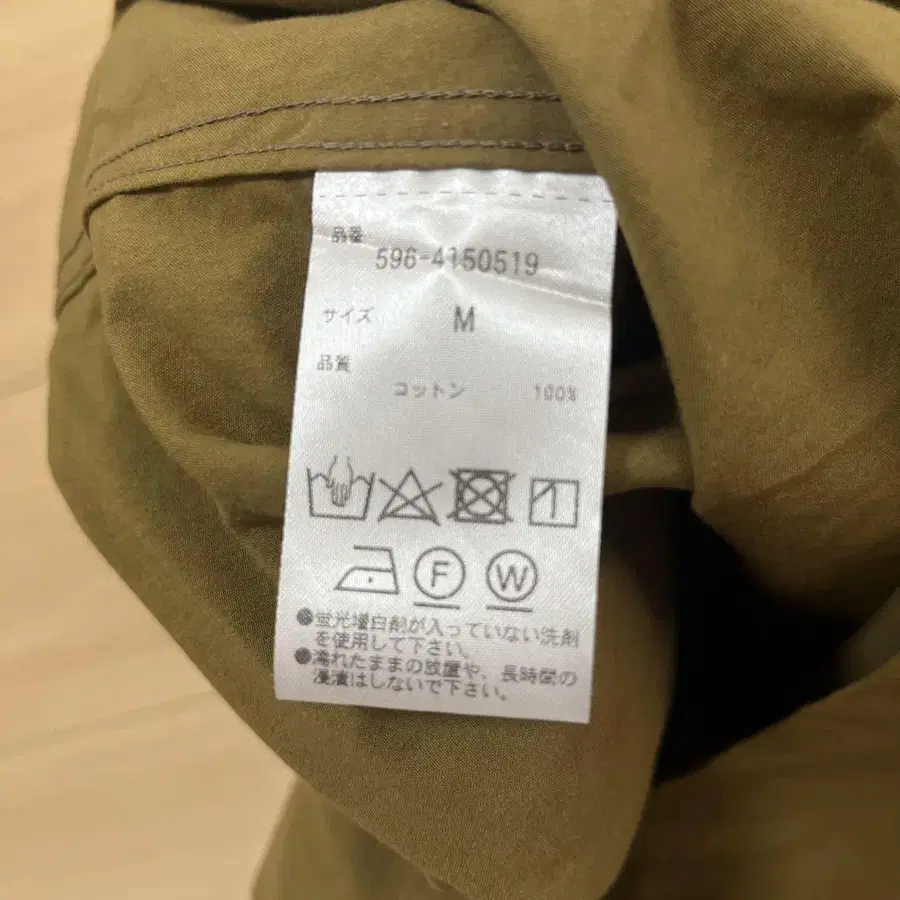 品番
596-4150519
サイズ M
品質
コットン 100%
F W
●蛍光増白剤が入っていない洗剤
を使用して下さい。
●濡れたままの放置や、長時間の
浸漬はしないで下さい。